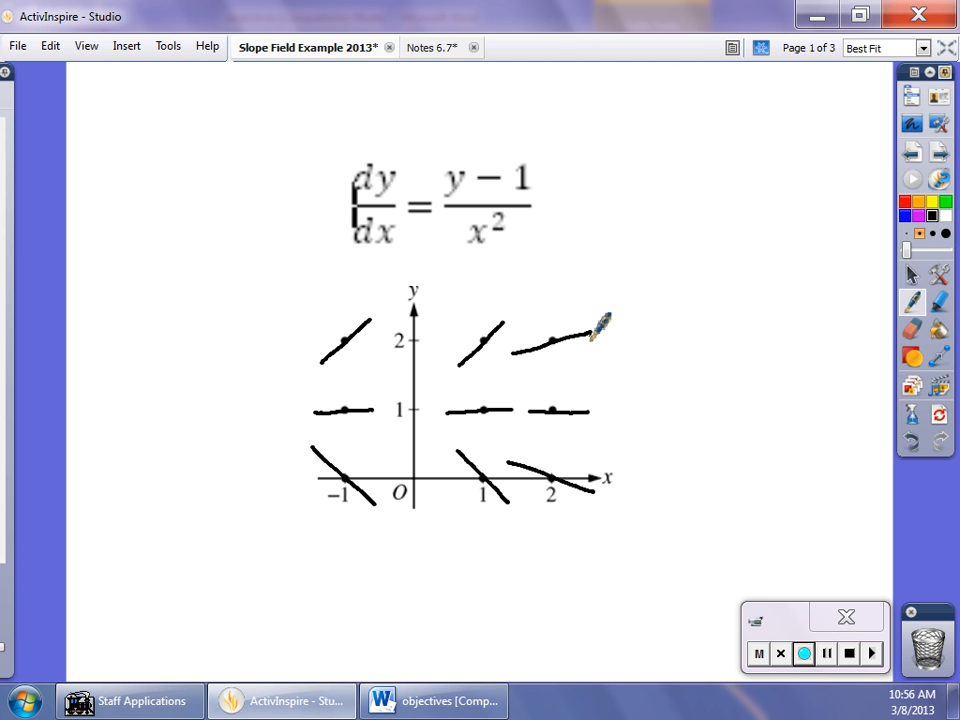 ActivInspire - Studio
File Edit View Insert Tools Help Slope Field Example 2013* Notes 6.7* Page 1 of 3 Best Fit
dy/dx = y − 1/x²
y
2
1
−1 O 1 2 x
M
Staff Applications ActivInspire - Stu... W objectives [Comp... 10:56 AM
3/8/2013